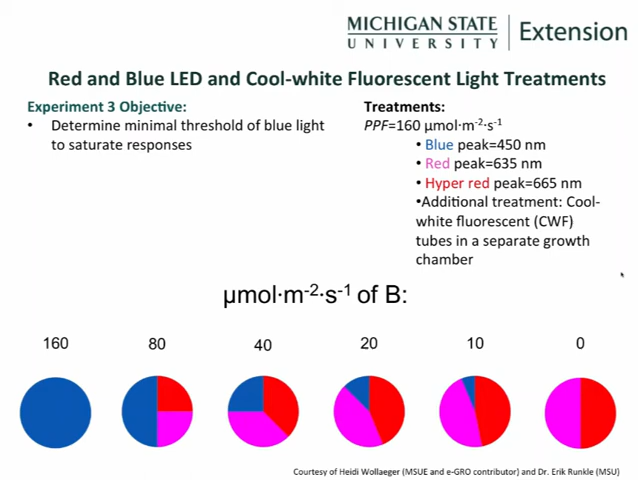 MICHIGAN STATE
UNIVERSITY
Extension
Red and Blue LED and Cool-white Fluorescent Light Treatments
Experiment 3 Objective:
• Determine minimal threshold of blue light
to saturate responses
Treatments:
PPF=160 μmol·m⁻²·s⁻¹
• Blue peak=450 nm
• Red peak=635 nm
• Hyper red peak=665 nm
•Additional treatment: Cool-
white fluorescent (CWF)
tubes in a separate growth
chamber
μmol·m⁻²·s⁻¹ of B:
160 80 40 20 10 0
Courtesy of Heidi Wollaeger (MSUE and e-GRO contributor) and Dr. Erik Runkle (MSU)